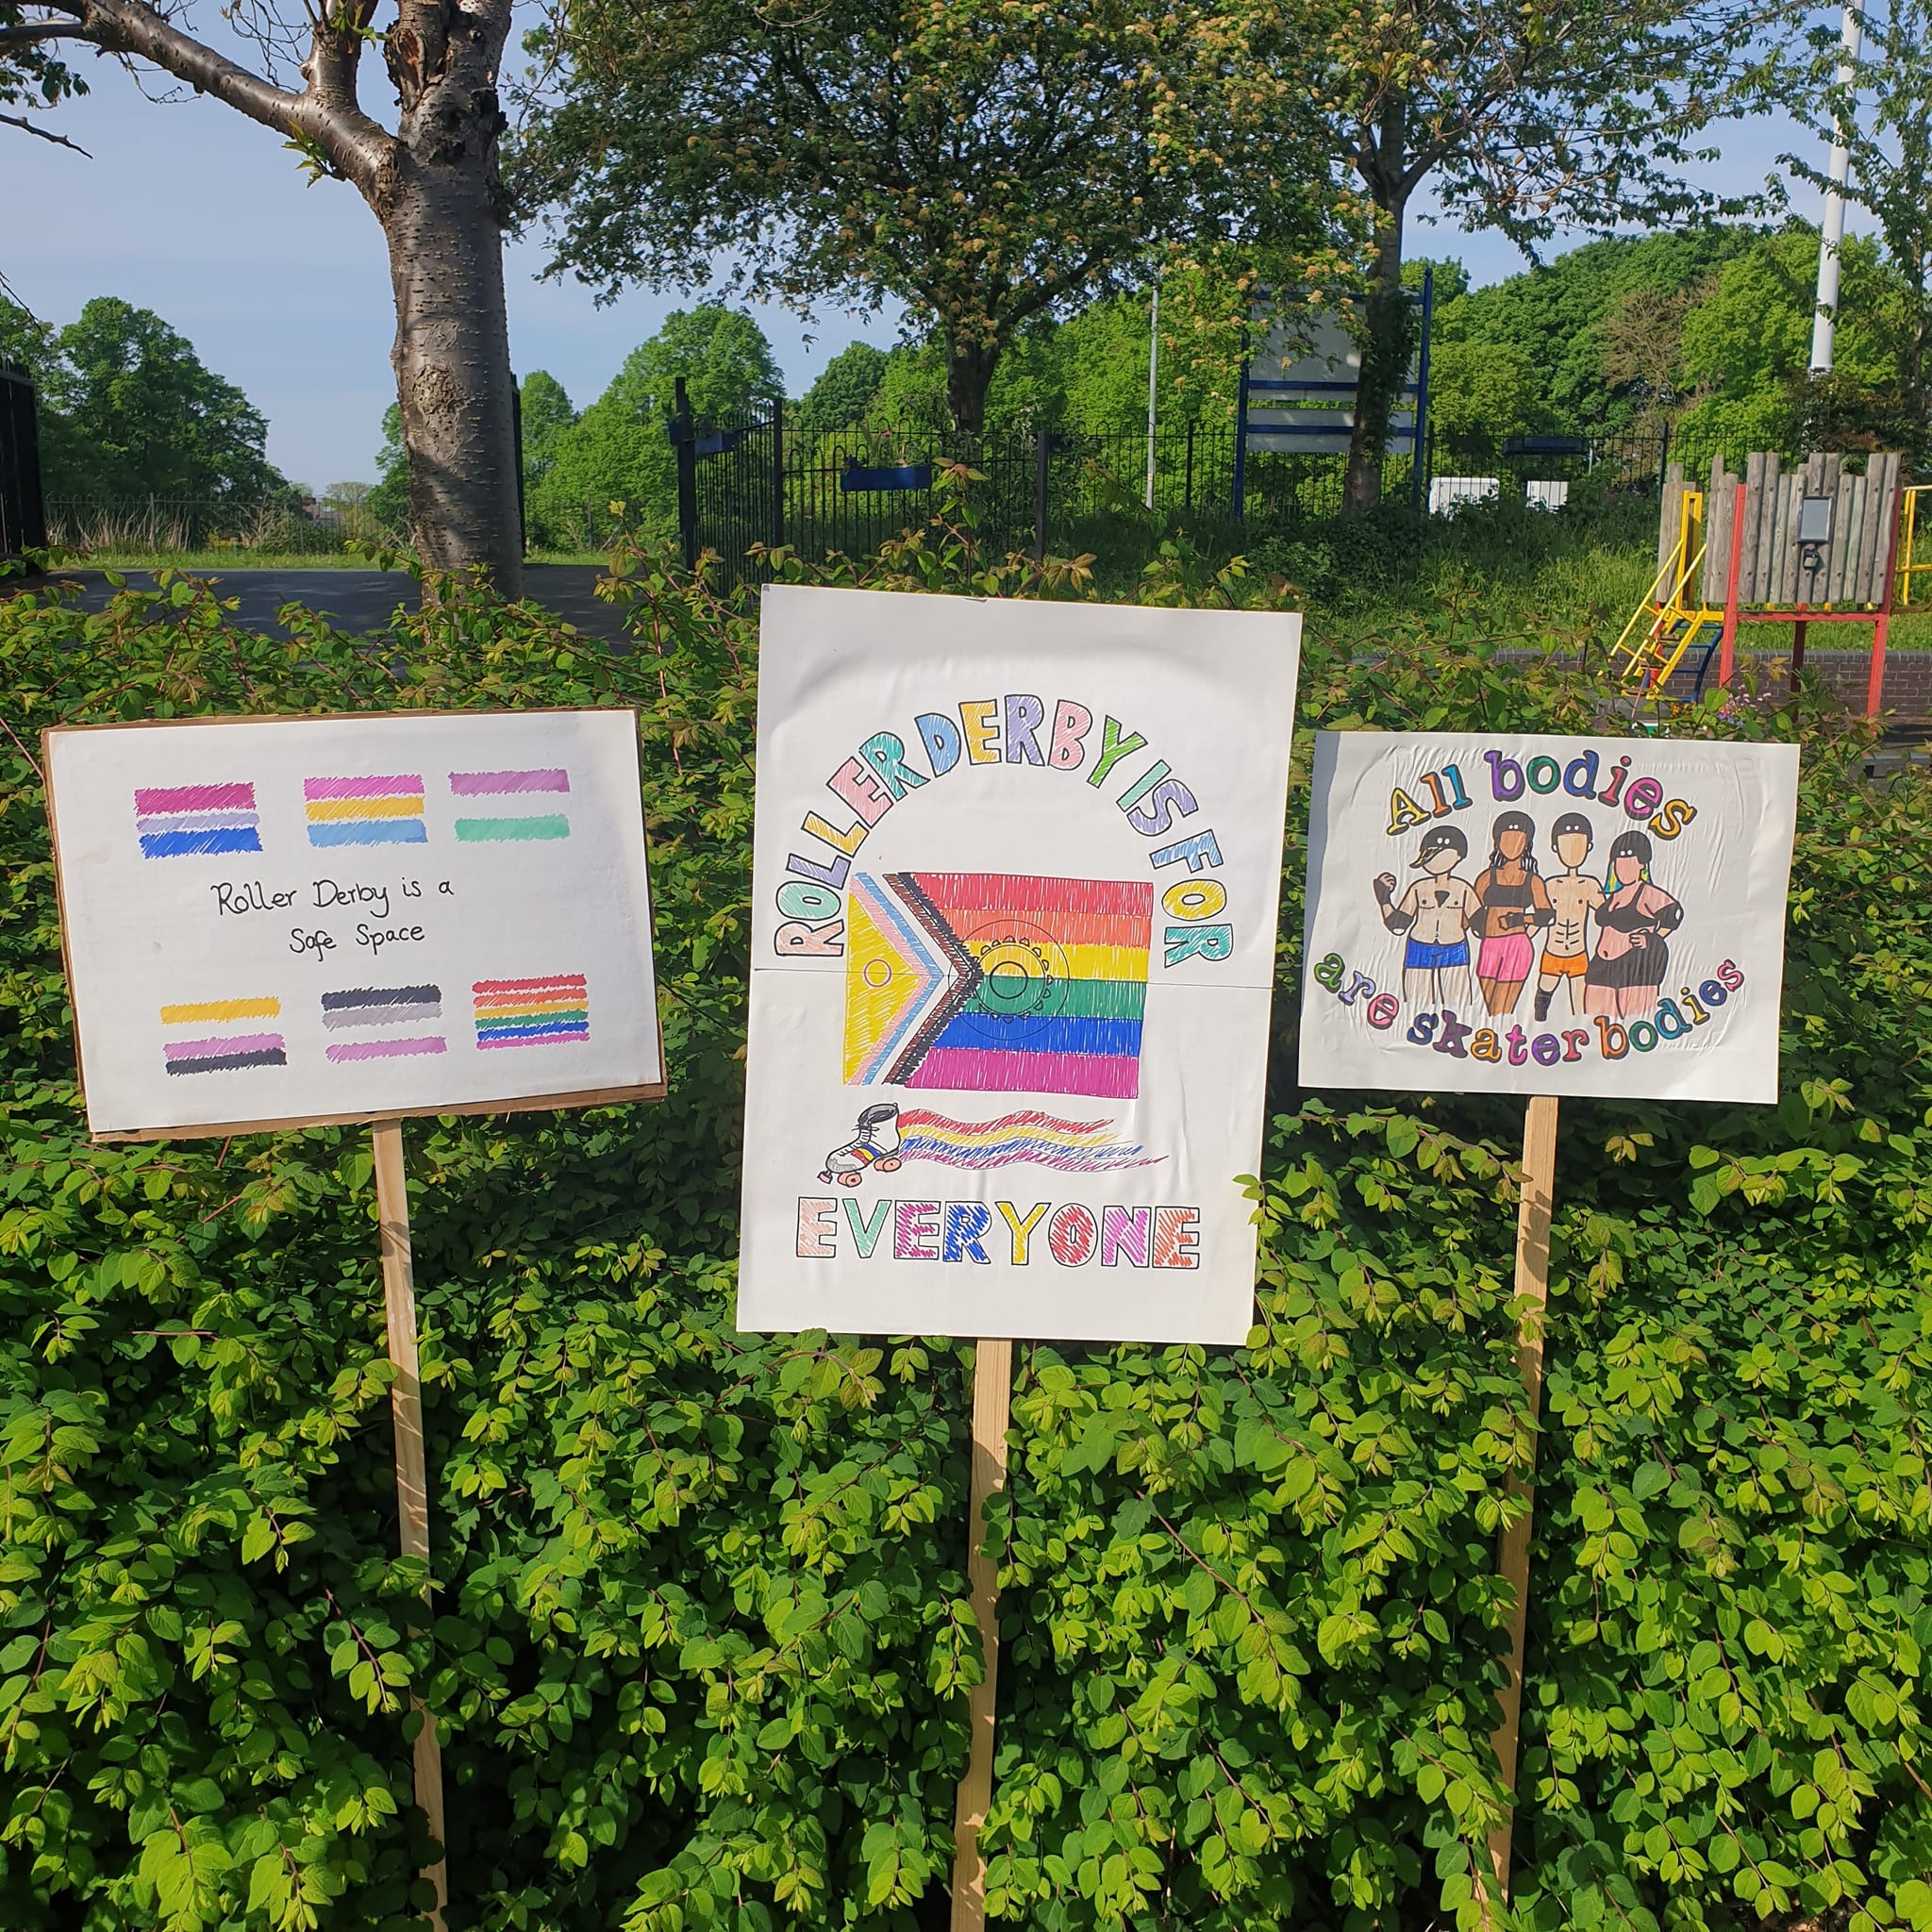 Roller Derby is a
Safe Space
ROLLER DERBY IS FOR
EVERYONE
All bodies
are skater bodies